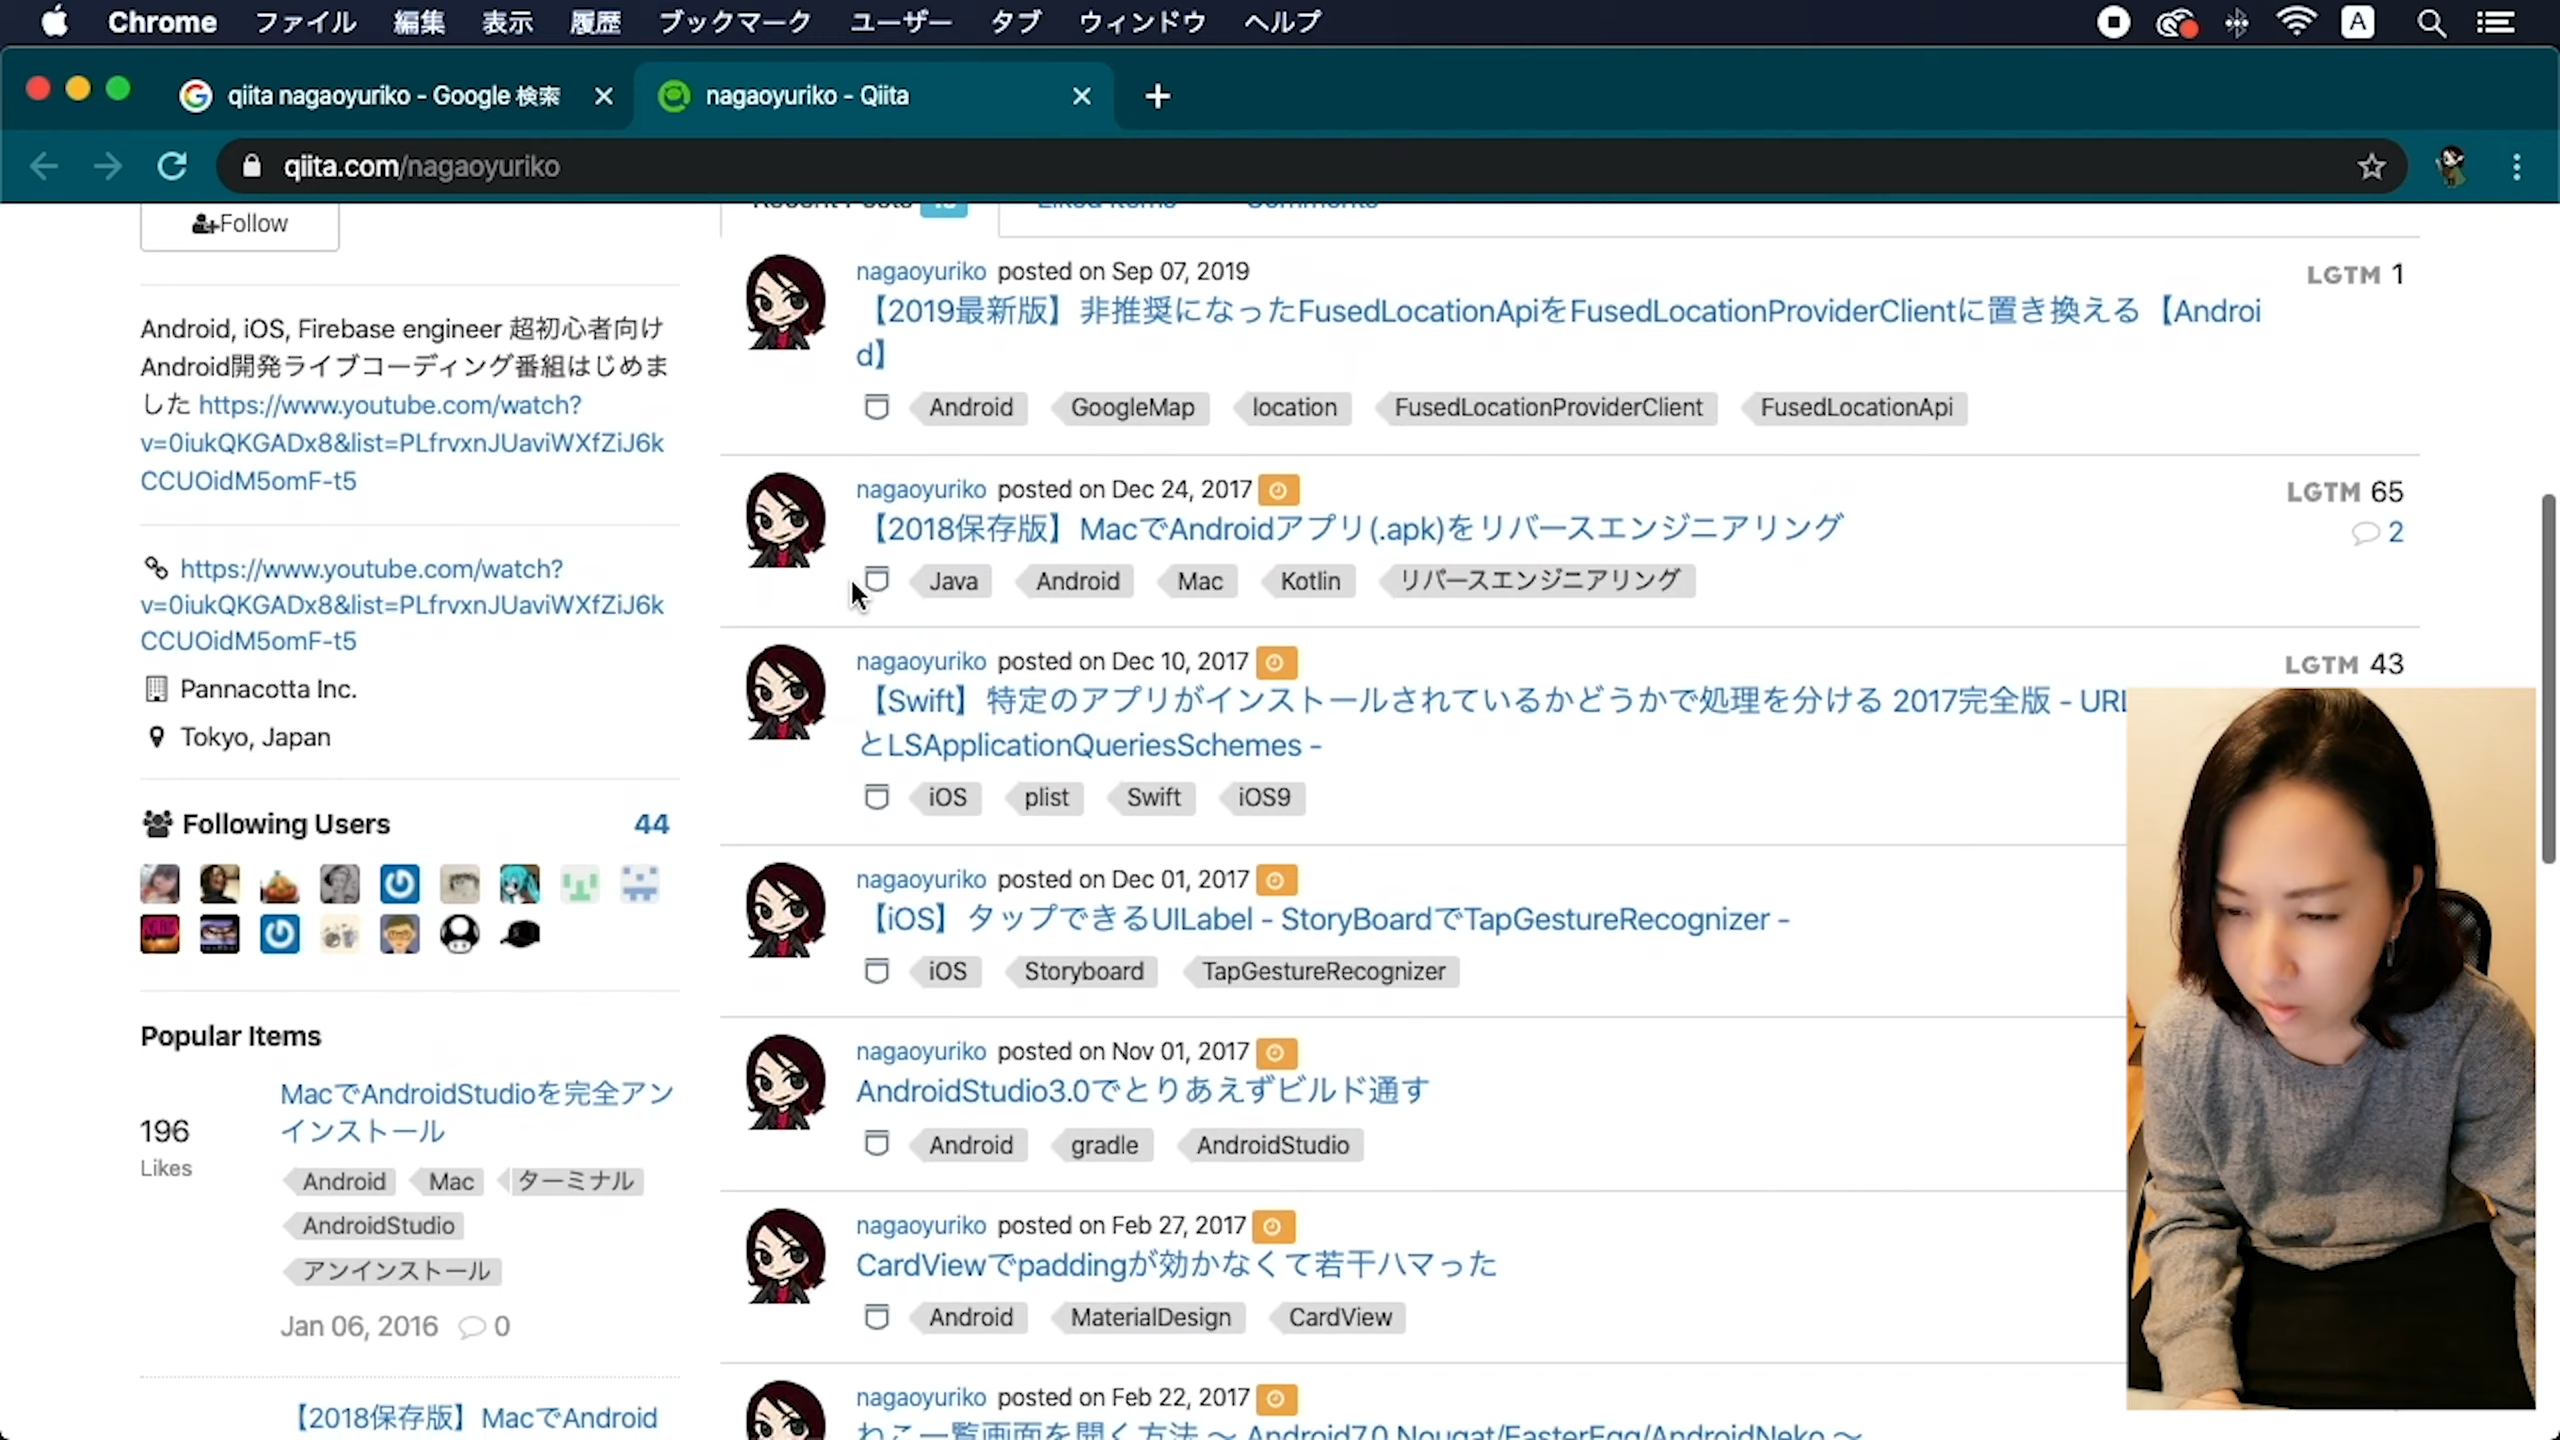 Chrome ファイル 編集 表示 履歴 ブックマーク ユーザー タブ ウィンドウ ヘルプ A
qiita nagaoyuriko - Google 検索
nagaoyuriko - Qiita
qiita.com/nagaoyuriko
Follow
Android, iOS, Firebase engineer 超初心者向け
Android開発ライブコーディング番組はじめま
した https://www.youtube.com/watch?
v=0iukQKGADx8&list=PLfrvxnJUaviWXfZiJ6k
CCUOidM5omF-t5
https://www.youtube.com/watch?
v=0iukQKGADx8&list=PLfrvxnJUaviWXfZiJ6k
CCUOidM5omF-t5
Pannacotta Inc.
Tokyo, Japan
Following Users 44
Popular Items
196
Likes
MacでAndroidStudioを完全アン
インストール
Android Mac ターミナル
AndroidStudio
アンインストール
Jan 06, 2016 0
【2018保存版】MacでAndroid
Recent Posts Liked Items Comments
nagaoyuriko posted on Sep 07, 2019
LGTM 1
【2019最新版】非推奨になったFusedLocationApiをFusedLocationProviderClientに置き換える【Androi
d】
Android GoogleMap location FusedLocationProviderClient FusedLocationApi
nagaoyuriko posted on Dec 24, 2017
LGTM 65
【2018保存版】MacでAndroidアプリ(.apk)をリバースエンジニアリング
2
Java Android Mac Kotlin リバースエンジニアリング
nagaoyuriko posted on Dec 10, 2017
LGTM 43
【Swift】特定のアプリがインストールされているかどうかで処理を分ける 2017完全版 - URL
とLSApplicationQueriesSchemes -
iOS plist Swift iOS9
nagaoyuriko posted on Dec 01, 2017
【iOS】タップできるUILabel - StoryBoardでTapGestureRecognizer -
iOS Storyboard TapGestureRecognizer
nagaoyuriko posted on Nov 01, 2017
AndroidStudio3.0でとりあえずビルド通す
Android gradle AndroidStudio
nagaoyuriko posted on Feb 27, 2017
CardViewでpaddingが効かなくて若干ハマった
Android MaterialDesign CardView
nagaoyuriko posted on Feb 22, 2017
ねこ一覧画面を開く方法 〜 Android7.0 Nougat/EasterEgg/AndroidNeko 〜